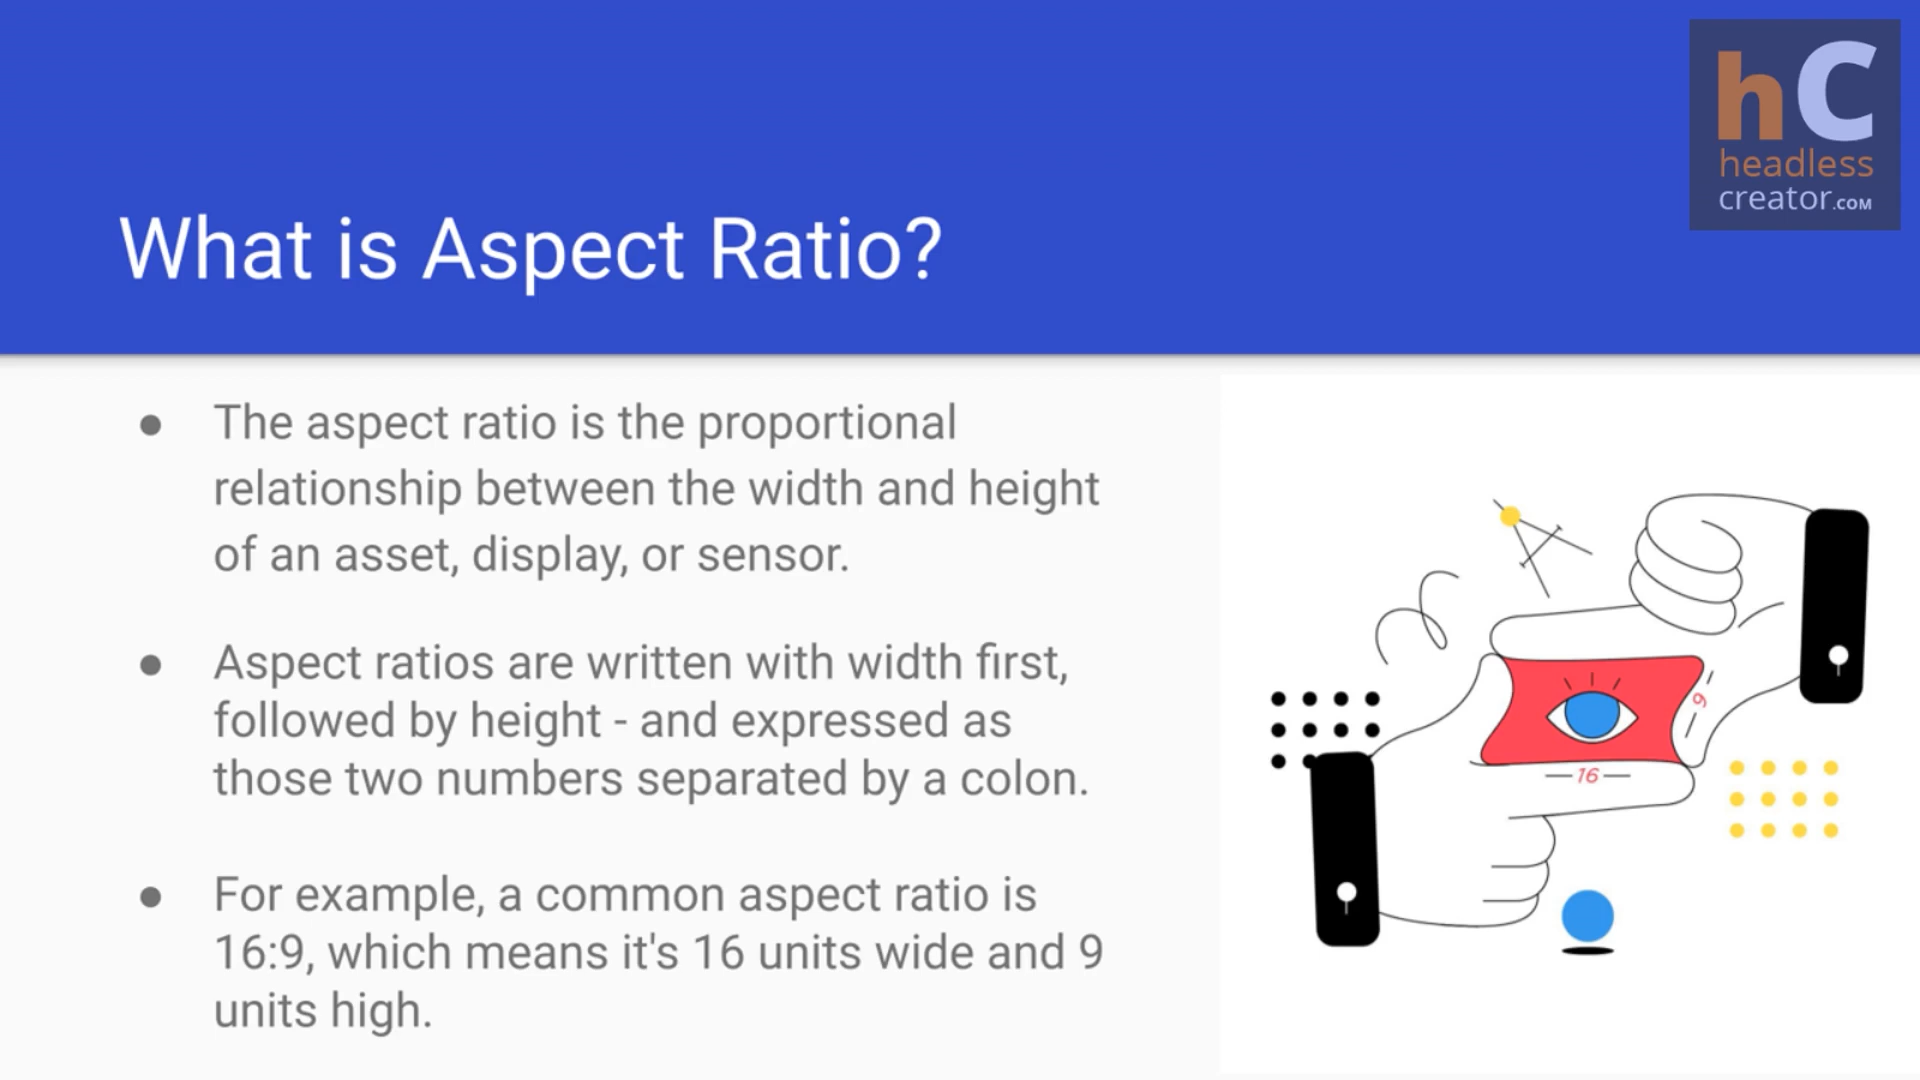 hC
headless
creator.COM
What is Aspect Ratio?
● The aspect ratio is the proportional
relationship between the width and height
of an asset, display, or sensor.
● Aspect ratios are written with width first,
followed by height - and expressed as
those two numbers separated by a colon.
● For example, a common aspect ratio is
16:9, which means it's 16 units wide and 9
units high.
9
16